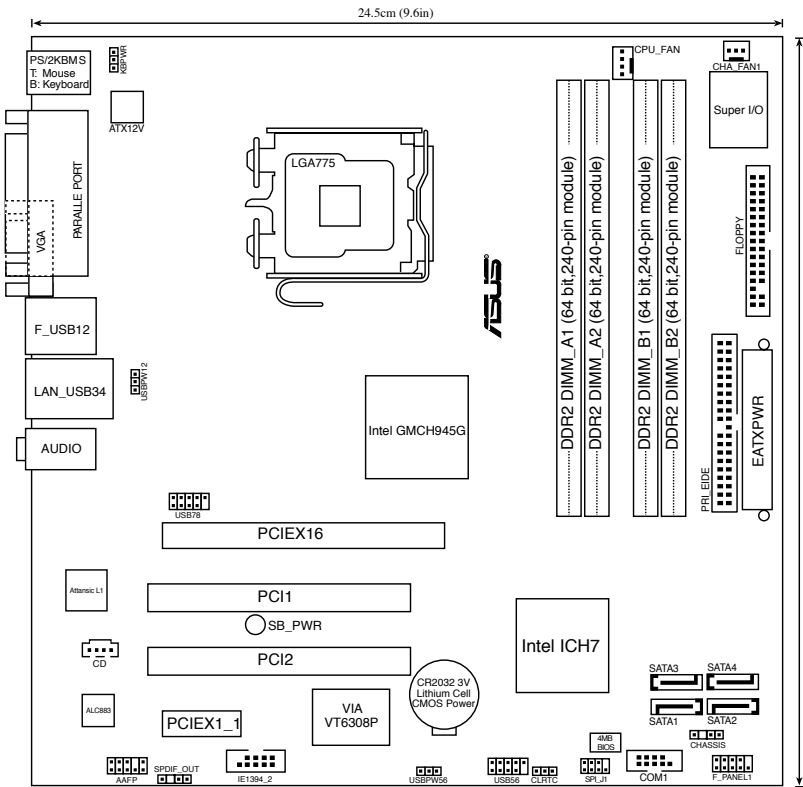 24.5cm (9.6in)
PS/2KBMS
T: Mouse
B: Keyboard
KBPWR
ATX12V
CPU_FAN
CHA_FAN1
Super I/O
LGA775
PARALLE PORT
VGA
FLOPPY
DDR2 DIMM_A1 (64 bit,240-pin module)
DDR2 DIMM_A2 (64 bit,240-pin module)
DDR2 DIMM_B1 (64 bit,240-pin module)
DDR2 DIMM_B2 (64 bit,240-pin module)
ASUS
F_USB12
LAN_USB34
USBPW12
AUDIO
Intel GMCH945G
PRI_EIDE
EATXPWR
USB78
PCIEX16
Attansic L1
PCI1
SB_PWR
Intel ICH7
CD
PCI2
CR2032 3V
Lithium Cell
CMOS Power
SATA3
SATA4
SATA1
SATA2
ALC883
PCIEX1_1
VIA
VT6308P
4MB
BIOS
CHASSIS
AAFP
SPDIF_OUT
IE1394_2
USBPW56
USB56
CLRTC
SPI_J1
COM1
F_PANEL1